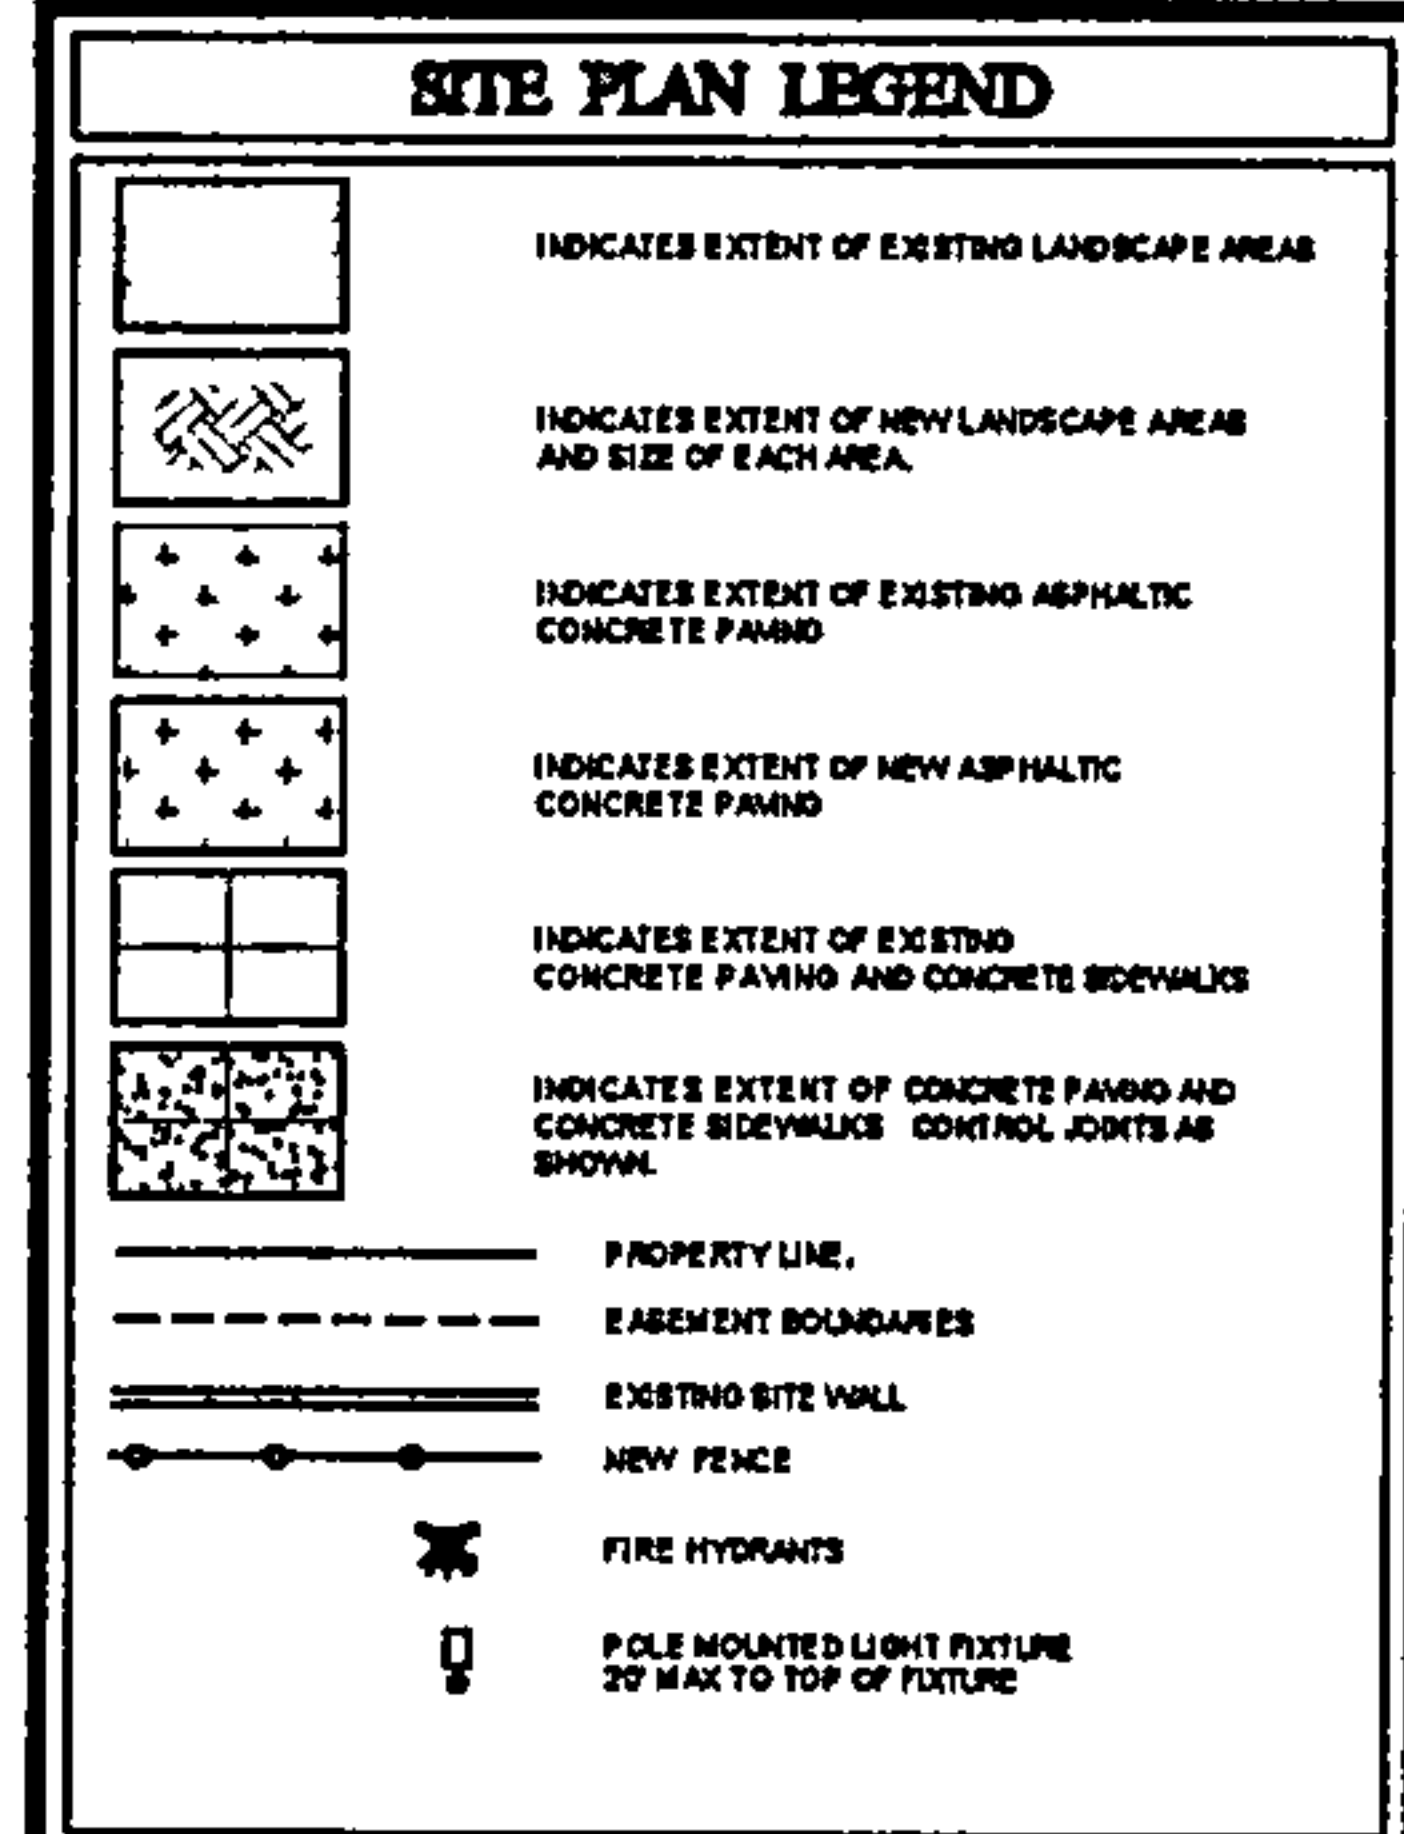 SITE PLAN LEGEND
INDICATES EXTENT OF EXISTING LANDSCAPE AREAS
INDICATES EXTENT OF NEW LANDSCAPE AREAS
AND SIZE OF EACH AREA.
INDICATES EXTENT OF EXISTING ASPHALTIC
CONCRETE PAVING
INDICATES EXTENT OF NEW ASPHALTIC
CONCRETE PAVING
INDICATES EXTENT OF EXISTING
CONCRETE PAVING AND CONCRETE SIDEWALKS
INDICATES EXTENT OF CONCRETE PAVING AND
CONCRETE SIDEWALKS CONTROL JOINTS AS
SHOWN.
PROPERTY LINE.
EASEMENT BOUNDARIES
EXISTING SITE WALL
NEW FENCE
FIRE HYDRANTS
POLE MOUNTED LIGHT FIXTURE
20' MAX TO TOP OF FIXTURE